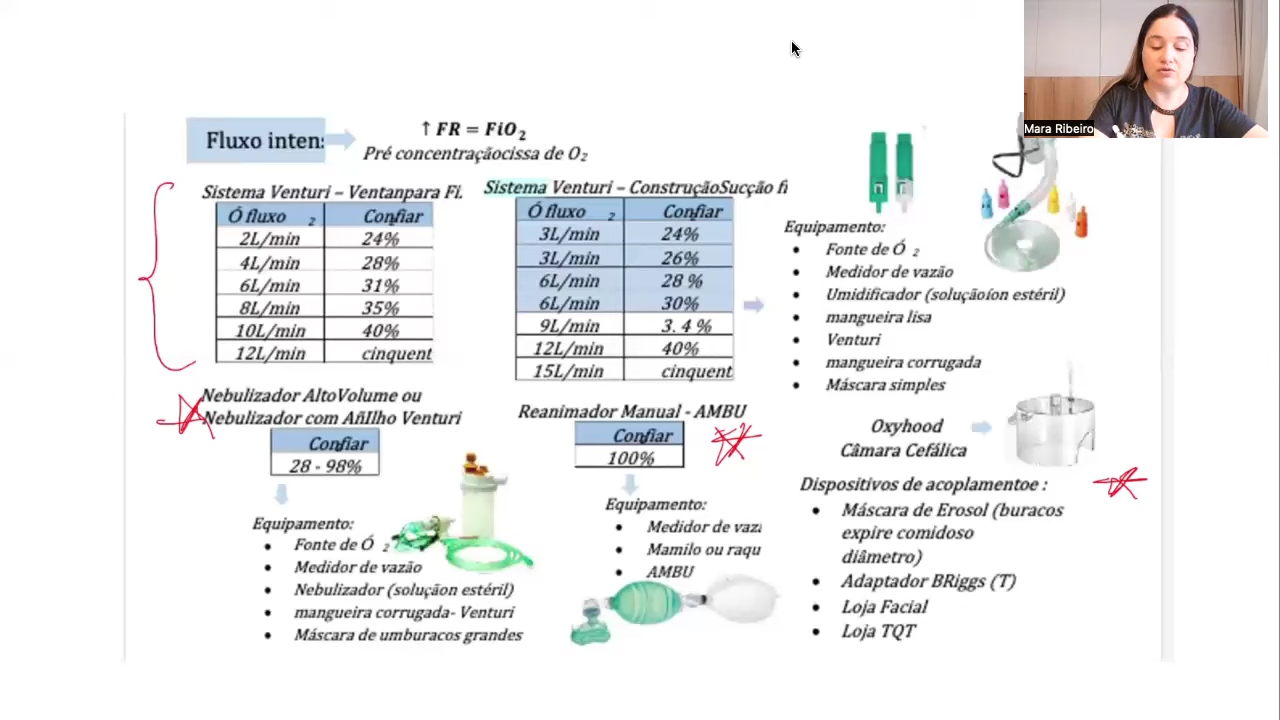 Mara Ribeiro
Fluxo intens
↑ FR = FiO₂
Pré concentraçãocissa de O₂
Sistema Venturi – Ventanpara Fi.
Ó fluxo ₂ Confiar
2L/min 24%
4L/min 28%
6L/min 31%
8L/min 35%
10L/min 40%
12L/min cinquent
Sistema Venturi – ConstruçãoSucção fi
Ó fluxo ₂ Confiar
3L/min 24%
3L/min 26%
6L/min 28 %
6L/min 30%
9L/min 3. 4 %
12L/min 40%
15L/min cinquent
Equipamento:
• Fonte de Ó ₂
• Medidor de vazão
• Umidificador (soluçãoíon estéril)
• mangueira lisa
• Venturi
• mangueira corrugada
• Máscara simples
Nebulizador AltoVolume ou
Nebulizador com AñIlho Venturi
Confiar
28 - 98%
Equipamento:
• Fonte de Ó ₂
• Medidor de vazão
• Nebulizador (soluçãon estéril)
• mangueira corrugada- Venturi
• Máscara de umburacos grandes
Reanimador Manual - AMBU
Confiar
100%
Equipamento:
• Medidor de vazi
• Mamilo ou raqu
• AMBU
Oxyhood
Câmara Cefálica
Dispositivos de acoplamentoe :
• Máscara de Erosol (buracos
expire comidoso
diâmetro)
• Adaptador BRiggs (T)
• Loja Facial
• Loja TQT